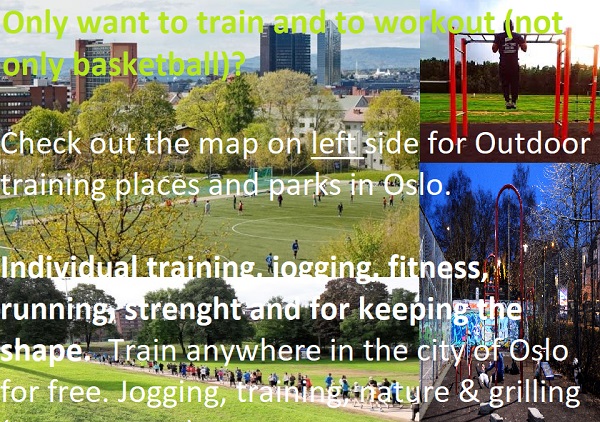 Only want to train and to workout (not
only basketball)?
Check out the map on left side for Outdoor
training places and parks in Oslo.
Individual training, jogging, fitness,
running, strenght and for keeping the
shape. Train anywhere in the city of Oslo
for free. Jogging, training, nature & grilling